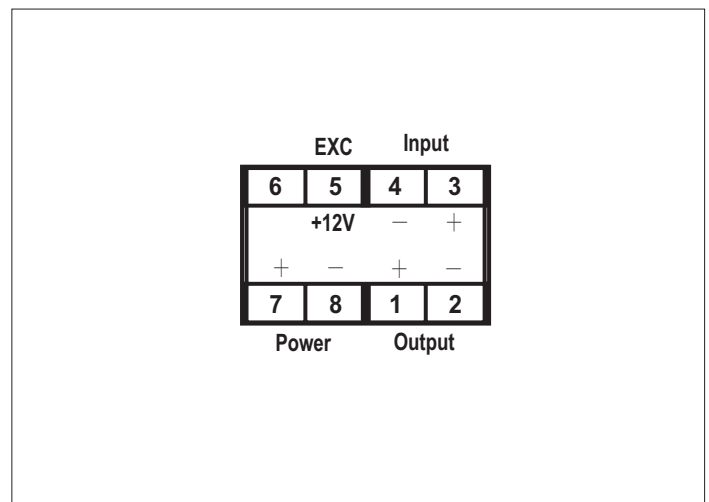 EXC Input
6 5 4 3
+12V − +
+ − + −
7 8 1 2
Power Output